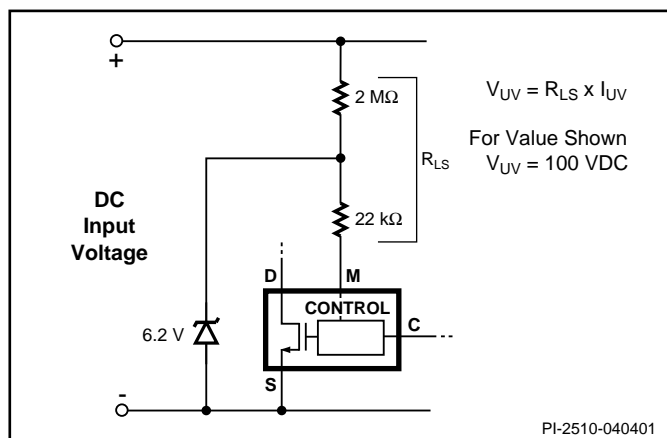 +
2 MΩ
V_UV = R_LS x I_UV
For Value Shown
V_UV = 100 VDC
R_LS
DC
Input
Voltage
22 kΩ
D
M
CONTROL
C
6.2 V
S
-
PI-2510-040401